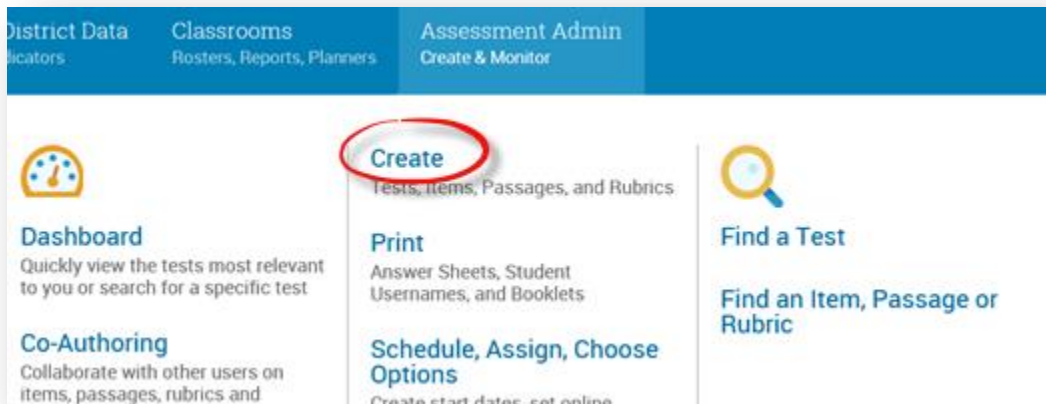 District Data
Classrooms
Assessment Admin
dicators
Rosters, Reports, Planners
Create & Monitor
Dashboard
Quickly view the tests most relevant
to you or search for a specific test
Co-Authoring
Collaborate with other users on
items, passages, rubrics and
Create
Tests, Items, Passages, and Rubrics
Print
Answer Sheets, Student
Usernames, and Booklets
Schedule, Assign, Choose
Options
Create start dates, set online
Find a Test
Find an Item, Passage or
Rubric